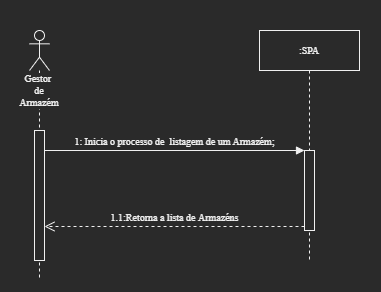 :SPA
Gestor
de
Armazém
1: Inicia o processo de listagem de um Armazém;
1.1:Retorna a lista de Armazéns